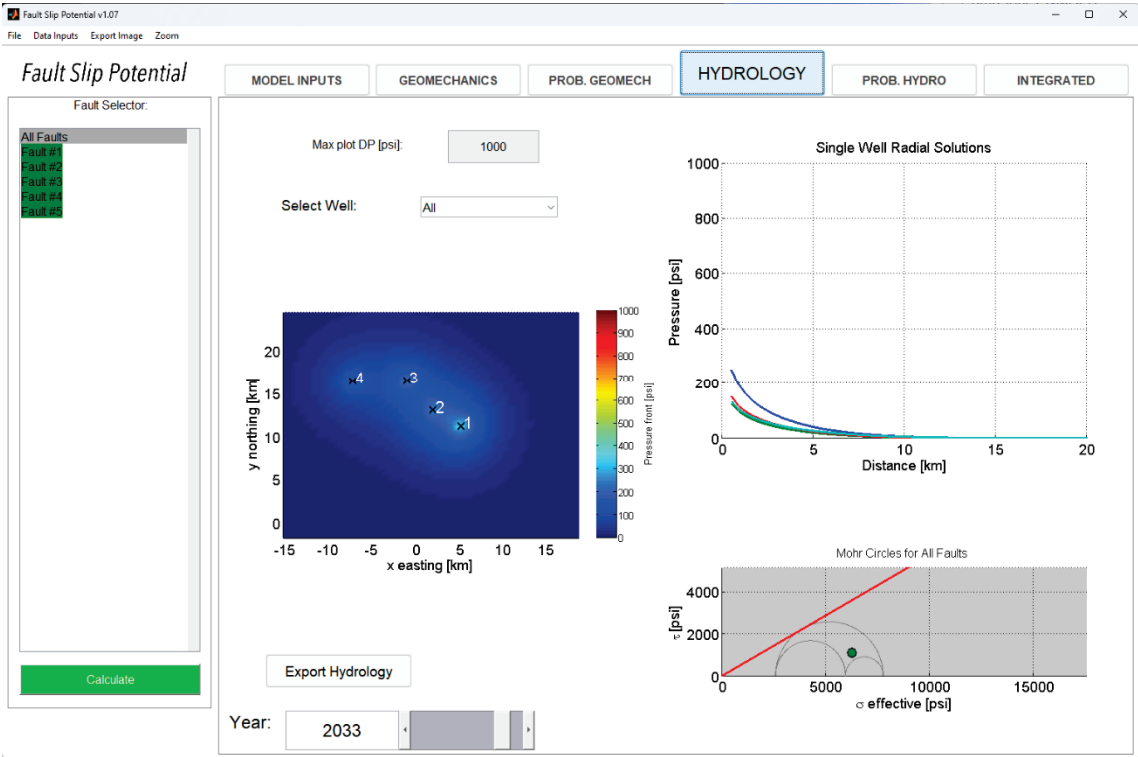 Fault Slip Potential v1.07
File Data Inputs Export Image Zoom
Fault Slip Potential
MODEL INPUTS GEOMECHANICS PROB. GEOMECH HYDROLOGY PROB. HYDRO INTEGRATED
Fault Selector:
All Faults
Fault #1
Fault #2
Fault #3
Fault #4
Fault #5
Calculate
Max plot DP [psi]: 1000
Select Well: All
20
15
10
5
0
y northing [km]
-15 -10 -5 0 5 10 15
x easting [km]
4
3
2
1
1000
900
800
700
600
500
400
300
200
100
0
Pressure front [psi]
Export Hydrology
Year: 2033
Single Well Radial Solutions
1000
800
600
400
200
0
Pressure [psi]
0 5 10 15 20
Distance [km]
Mohr Circles for All Faults
4000
2000
0
τ [psi]
0 5000 10000 15000
σ effective [psi]